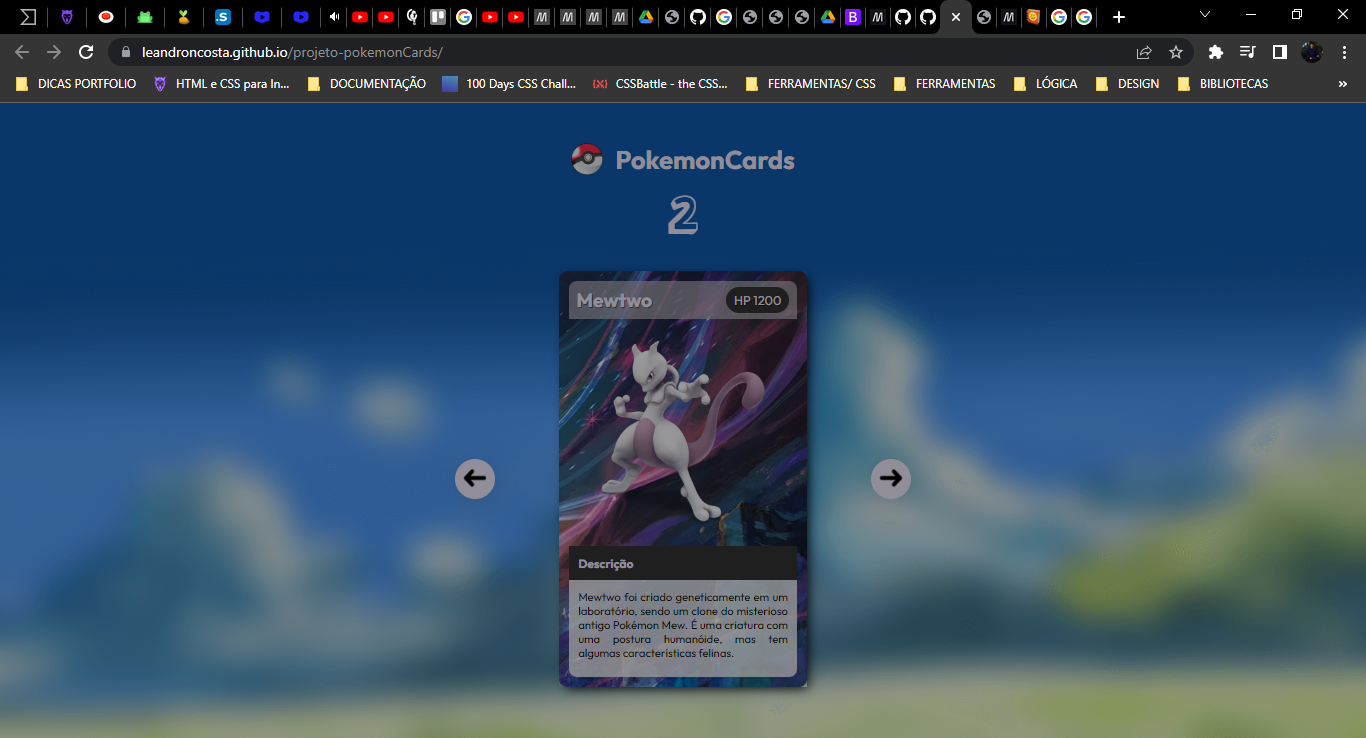 leandroncosta.github.io/projeto-pokemonCards/
DICAS PORTFOLIO
HTML e CSS para In...
DOCUMENTAÇÃO
100 Days CSS Chall...
CSSBattle - the CSS...
FERRAMENTAS/ CSS
FERRAMENTAS
LÓGICA
DESIGN
BIBLIOTECAS
»
PokemonCards
2
Mewtwo
HP 1200
Descrição
Mewtwo foi criado geneticamente em um
laboratório, sendo um clone do misterioso
antigo Pokémon Mew. É uma criatura com
uma postura humanóide, mas tem
algumas características felinas.